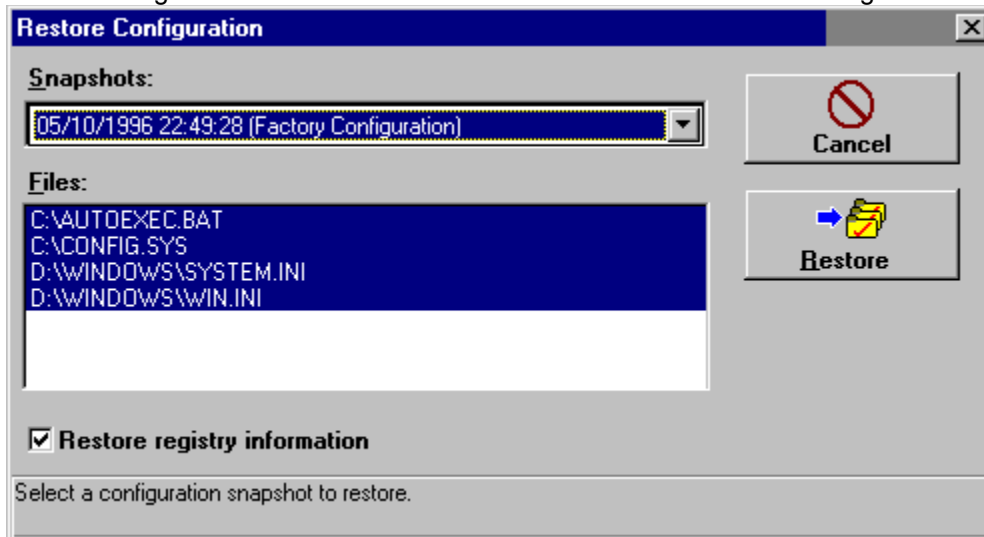 Restore Configuration
Snapshots:
05/10/1996 22:49:28 (Factory Configuration)
Cancel
Files:
C:\AUTOEXEC.BAT
C:\CONFIG.SYS
D:\WINDOWS\SYSTEM.INI
D:\WINDOWS\WIN.INI
Restore
Restore registry information
Select a configuration snapshot to restore.